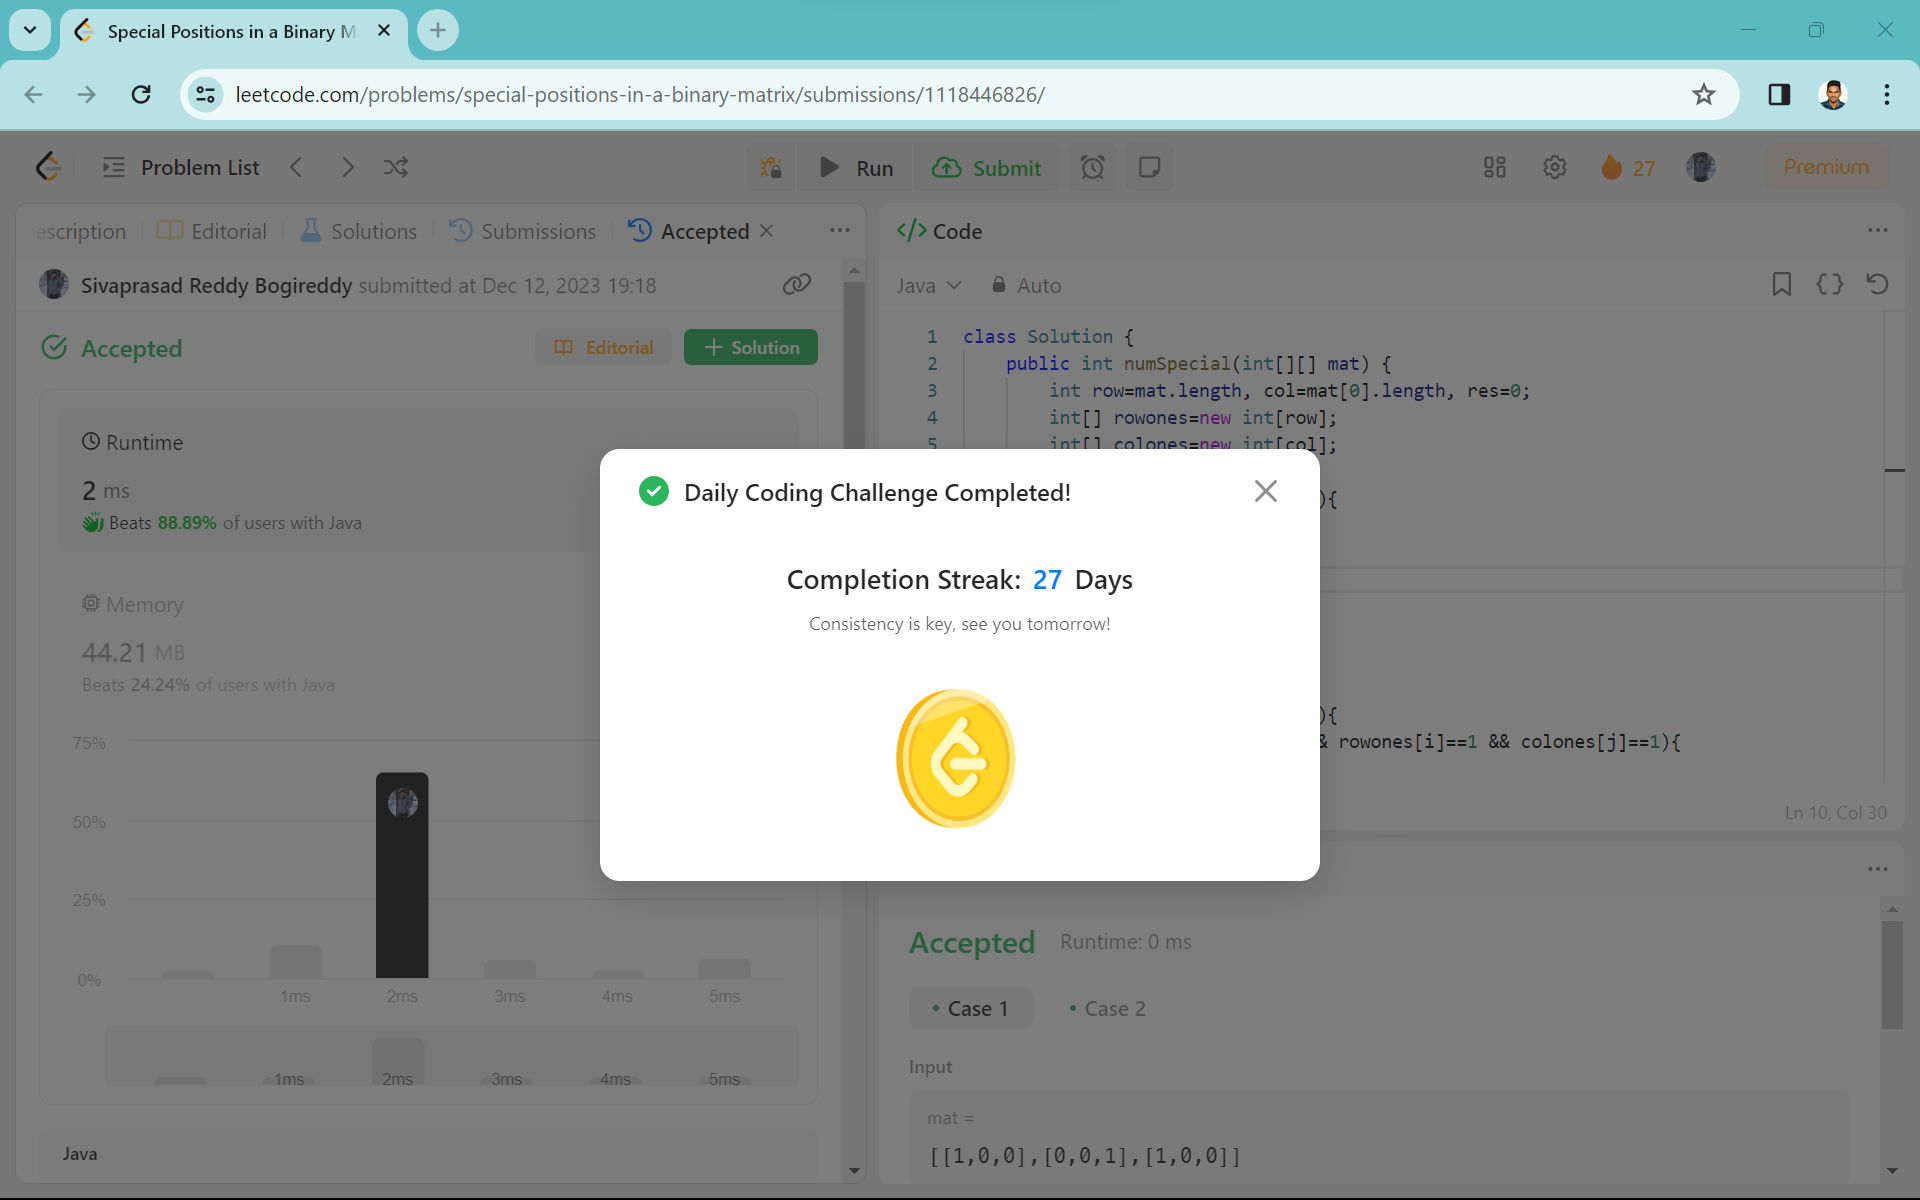 Special Positions in a Binary M
leetcode.com/problems/special-positions-in-a-binary-matrix/submissions/1118446826/
Problem List
Run
Submit
27
Premium
escription
Editorial
Solutions
Submissions
Accepted
Sivaprasad Reddy Bogireddy submitted at Dec 12, 2023 19:18
Accepted
Editorial
Solution
Runtime
2 ms
Beats 88.89% of users with Java
Memory
44.21 MB
Beats 24.24% of users with Java
75%
50%
25%
0%
1ms 2ms 3ms 4ms 5ms
1ms 2ms 3ms 4ms 5ms
Java
</> Code
Java
Auto
1 class Solution {
2 public int numSpecial(int[][] mat) {
3 int row=mat.length, col=mat[0].length, res=0;
4 int[] rowones=new int[row];
5 int[] colones=new int[col];
){
){
& rowones[i]==1 && colones[j]==1){
Ln 10, Col 30
Daily Coding Challenge Completed!
Completion Streak: 27 Days
Consistency is key, see you tomorrow!
Accepted Runtime: 0 ms
• Case 1 • Case 2
Input
mat =
[[1,0,0],[0,0,1],[1,0,0]]